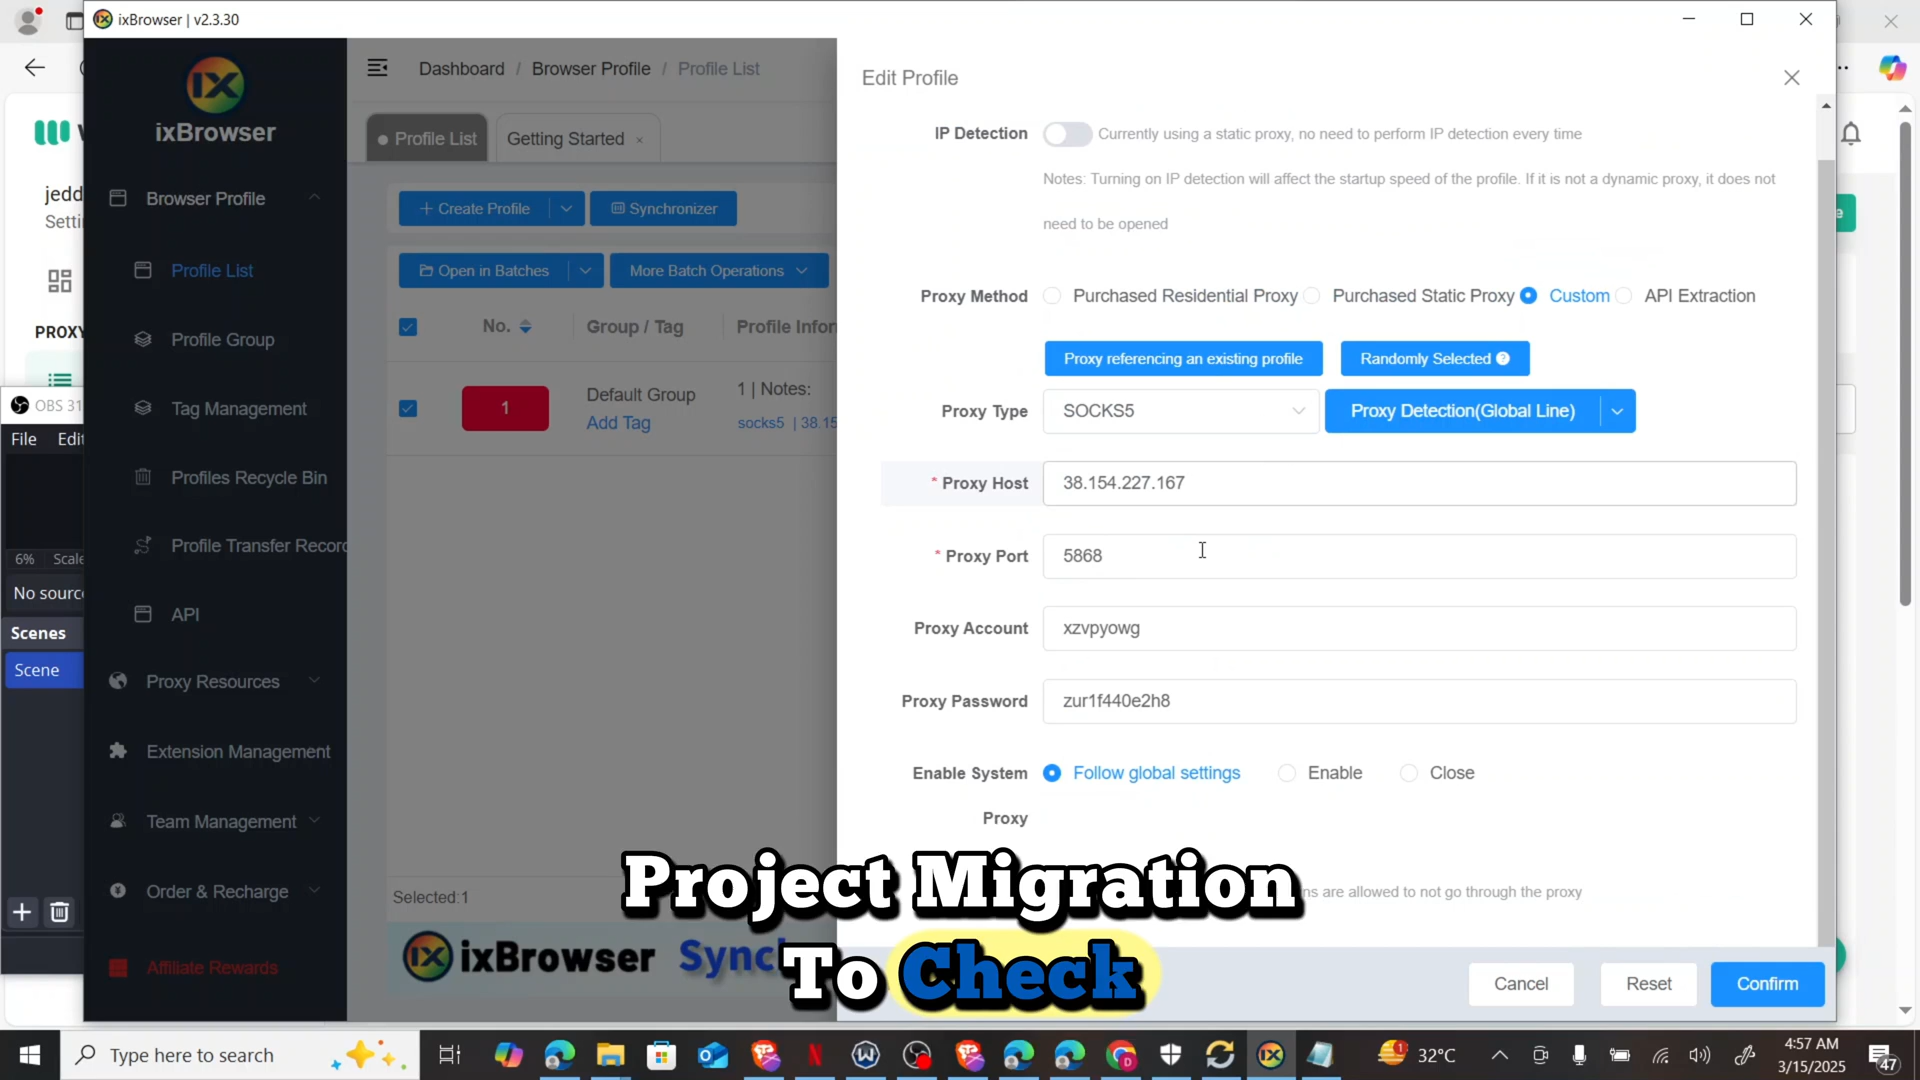 ixBrowser | v2.3.30
ixBrowser
Dashboard / Browser Profile / Profile List
Profile List
Getting Started ×
Browser Profile
Profile List
Profile Group
Tag Management
Profiles Recycle Bin
Profile Transfer Record
API
Proxy Resources
Extension Management
Team Management
Order & Recharge
Affiliate Rewards
jedd
Setti
PROXY
OBS 31
File Edit
6% Scale
No source
Scenes
Scene
+ Create Profile
Synchronizer
Open in Batches
More Batch Operations
No. Group / Tag Profile Infor
1
Default Group
Add Tag
1 | Notes:
socks5 | 38.15
Selected:1
ixBrowser Sync
Edit Profile
IP Detection Currently using a static proxy, no need to perform IP detection every time
Notes: Turning on IP detection will affect the startup speed of the profile. If it is not a dynamic proxy, it does not
need to be opened
Proxy Method Purchased Residential Proxy Purchased Static Proxy Custom API Extraction
Proxy referencing an existing profile Randomly Selected ?
Proxy Type SOCKS5 Proxy Detection(Global Line)
* Proxy Host 38.154.227.167
* Proxy Port 5868
Proxy Account xzvpyowg
Proxy Password zur1f440e2h8
Enable System Follow global settings Enable Close
Proxy
ns are allowed to not go through the proxy
Project Migration
To Check
Cancel Reset Confirm
Type here to search
32°C
4:57 AM
3/15/2025
47